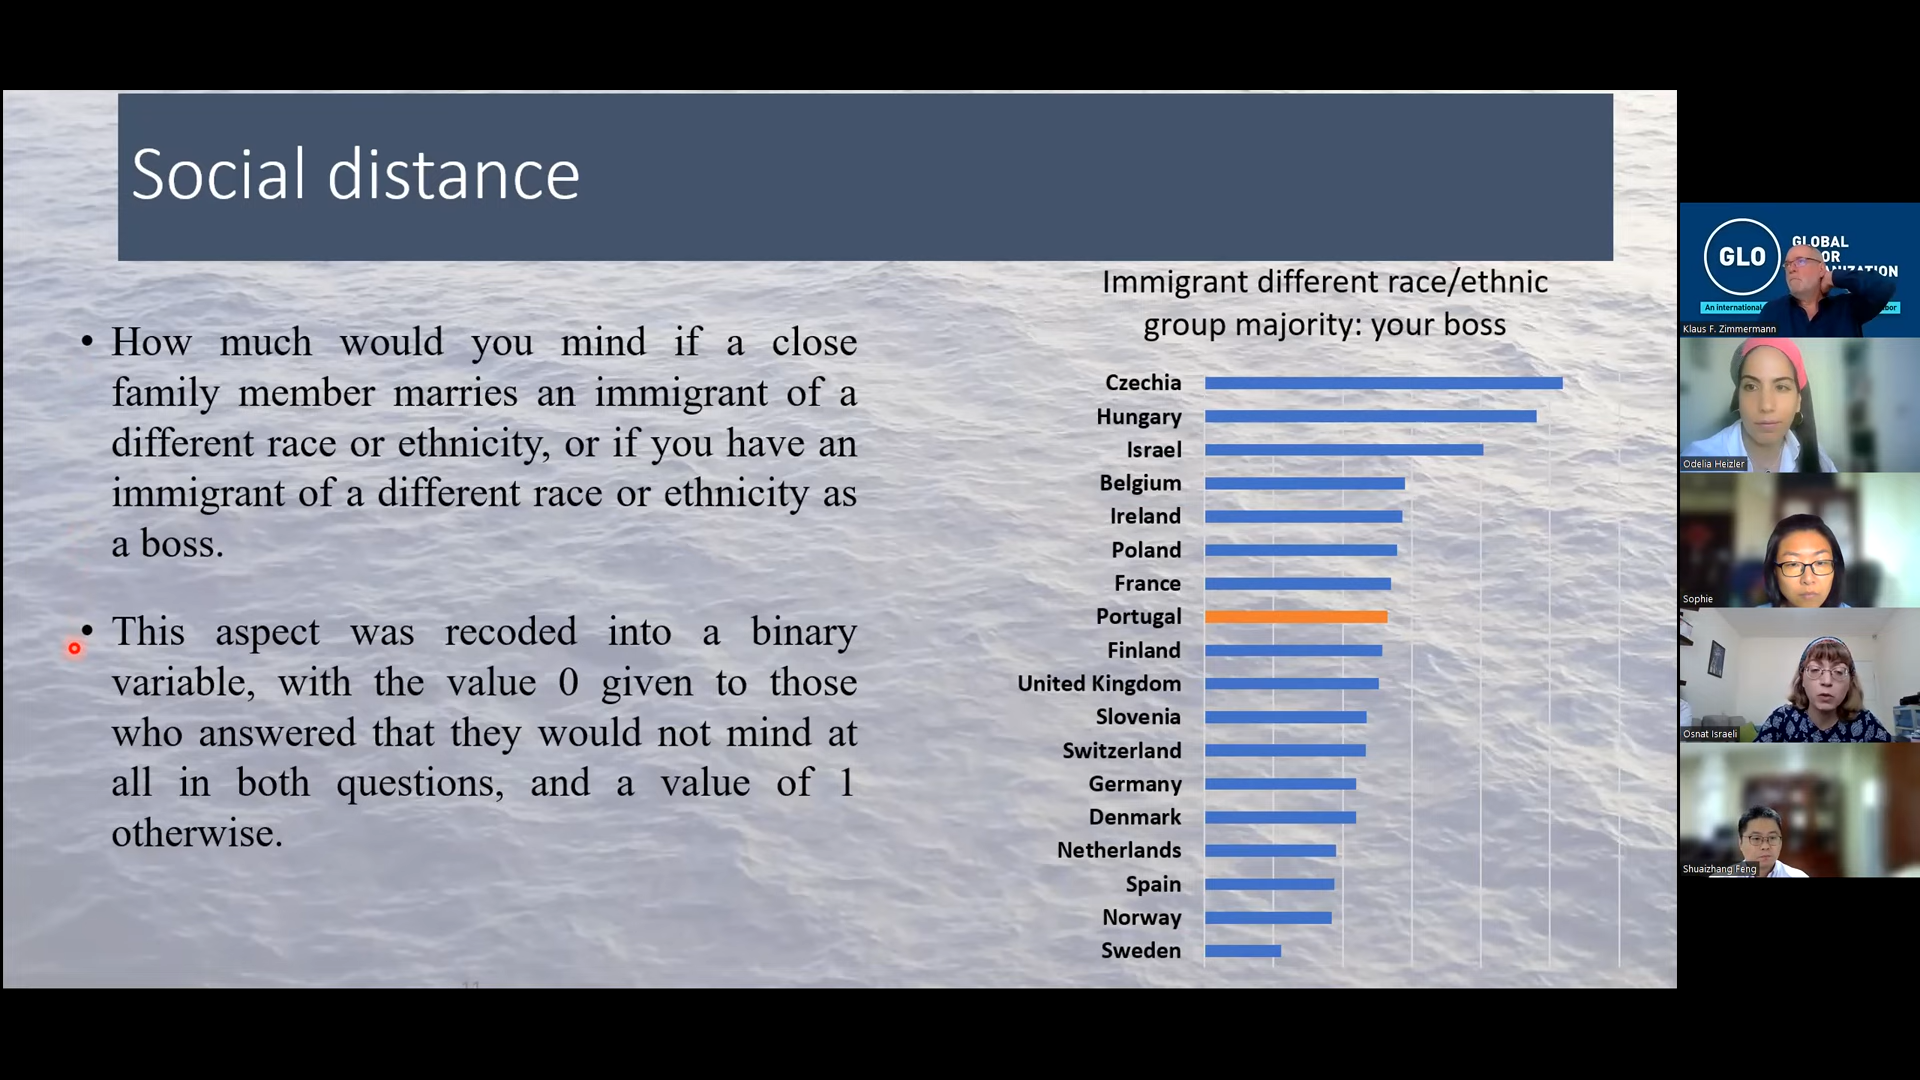 Social distance
• How much would you mind if a close
family member marries an immigrant of a
different race or ethnicity, or if you have an
immigrant of a different race or ethnicity as
a boss.
• This aspect was recoded into a binary
variable, with the value 0 given to those
who answered that they would not mind at
all in both questions, and a value of 1
otherwise.
Immigrant different race/ethnic
group majority: your boss
Czechia
Hungary
Israel
Belgium
Ireland
Poland
France
Portugal
Finland
United Kingdom
Slovenia
Switzerland
Germany
Denmark
Netherlands
Spain
Norway
Sweden
GLO
GLOBAL
An international
Klaus F. Zimmermann
Odelia Heizler
Sophie
Osnat Israeli
Shuaizhang Feng